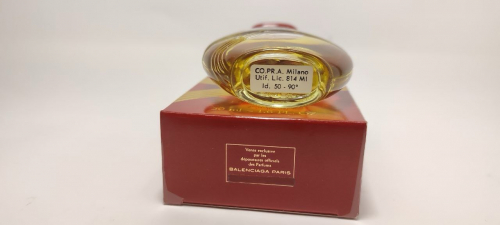 CO.PR.A. Milano
Utif. Lic. 814 MI
Id. 50 - 90°
Vente exclusive
par les
dépositaires officiels
des Parfums
BALENCIAGA PARIS